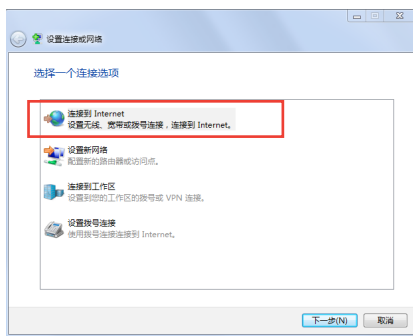 设置连接或网络
选择一个连接选项
连接到 Internet
设置无线、宽带或拨号连接，连接到 Internet。
设置新网络
配置新的路由器或访问点。
连接到工作区
设置到您的工作区的拨号或 VPN 连接。
设置拨号连接
使用拨号连接连接到 Internet。
下一步(N)
取消